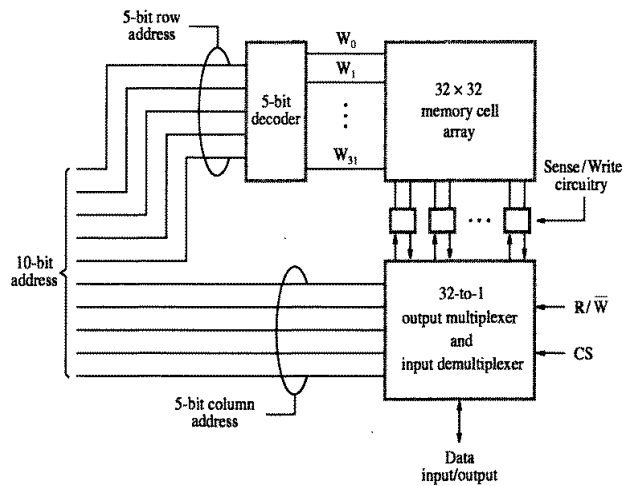 5-bit row
address
W₀
W₁
5-bit
decoder
W₃₁
32 × 32
memory cell
array
Sense/Write
circuitry
10-bit
address
32-to-1
output multiplexer
and
input demultiplexer
R/W̅
CS
5-bit column
address
Data
input/output